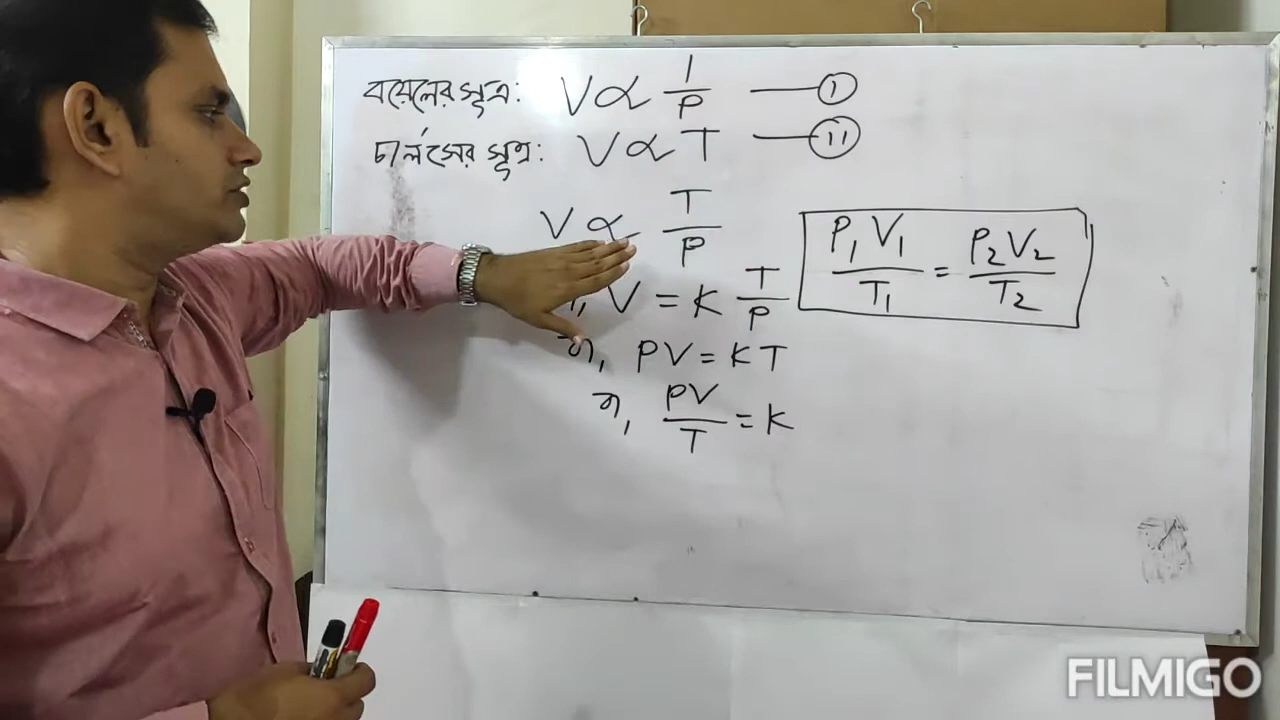 বয়েলের সূত্র: V ∝ 1/P —— (I)
চার্লসের সূত্র: V ∝ T —— (II)
V ∝ T/P
V = K T/P
বা, PV = KT
বা, PV/T = K
P₁V₁/T₁ = P₂V₂/T₂
FILMIGO